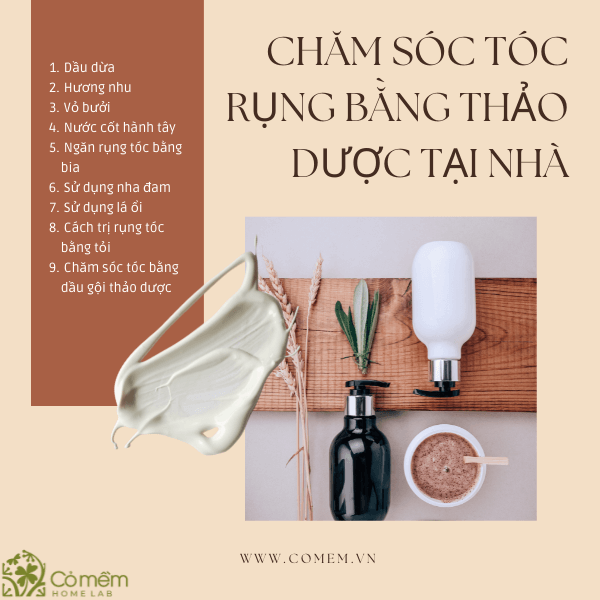 CHĂM SÓC TÓC
RỤNG BẰNG THẢO
DƯỢC TẠI NHÀ
1. Dầu dừa
2. Hương nhu
3. Vỏ bưởi
4. Nước cốt hành tây
5. Ngăn rụng tóc bằng
bia
6. Sử dụng nha đam
7. Sử dụng lá ổi
8. Cách trị rụng tóc
bằng tỏi
9. Chăm sóc tóc bằng
dầu gội thảo dược
WWW.COMEM.VN
Cỏ mềm
HOME LAB